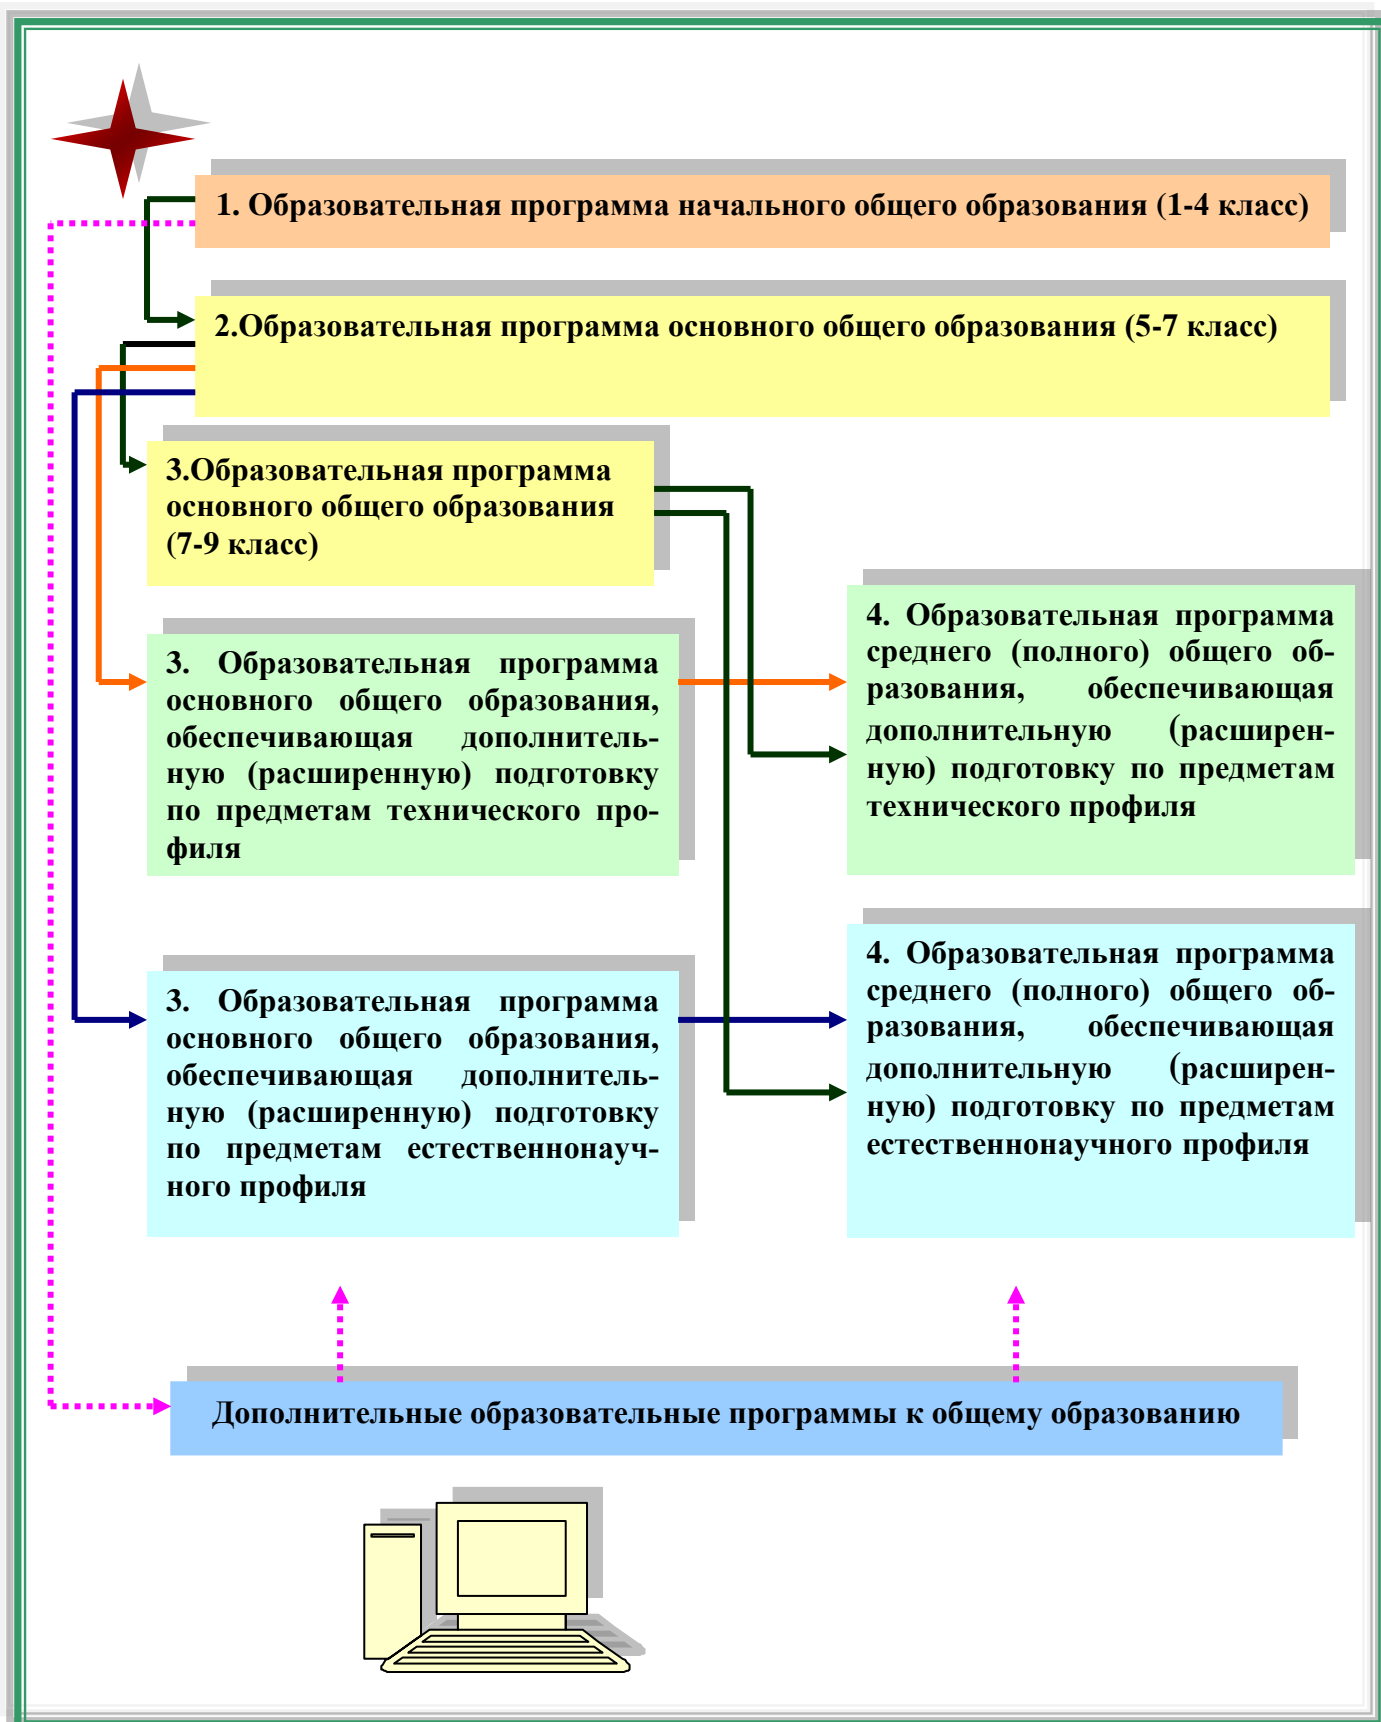 1. Образовательная программа начального общего образования (1-4 класс)
2.Образовательная программа основного общего образования (5-7 класс)
3.Образовательная программа
основного общего образования
(7-9 класс)
3. Образовательная программа
основного общего образования,
обеспечивающая дополнитель-
ную (расширенную) подготовку
по предметам технического про-
филя
4. Образовательная программа
среднего (полного) общего об-
разования, обеспечивающая
дополнительную (расширен-
ную) подготовку по предметам
технического профиля
3. Образовательная программа
основного общего образования,
обеспечивающая дополнитель-
ную (расширенную) подготовку
по предметам естественнонауч-
ного профиля
4. Образовательная программа
среднего (полного) общего об-
разования, обеспечивающая
дополнительную (расширен-
ную) подготовку по предметам
естественнонаучного профиля
Дополнительные образовательные программы к общему образованию